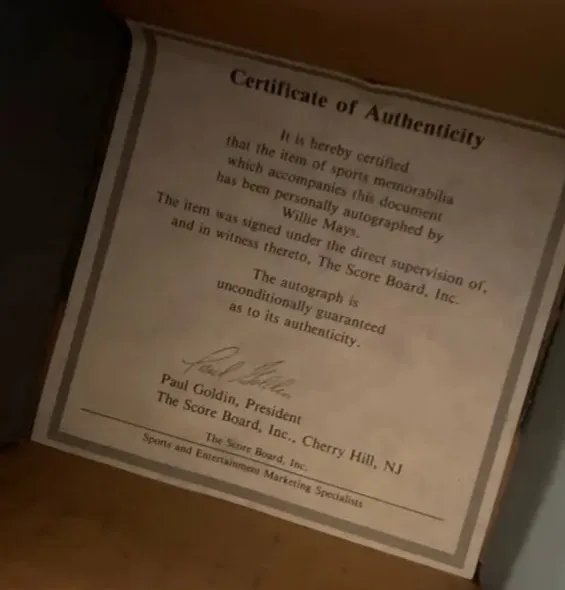 Certificate of Authenticity
It is hereby certified
that the item of sports memorabilia
which accompanies this document
has been personally autographed by
Willie Mays.
The item was signed under the direct supervision of,
and in witness thereto, The Score Board, Inc.
The autograph is
unconditionally guaranteed
as to its authenticity.
Paul Goldin
Paul Goldin, President
The Score Board, Inc., Cherry Hill, NJ
The Score Board, Inc.
Sports and Entertainment Marketing Specialists